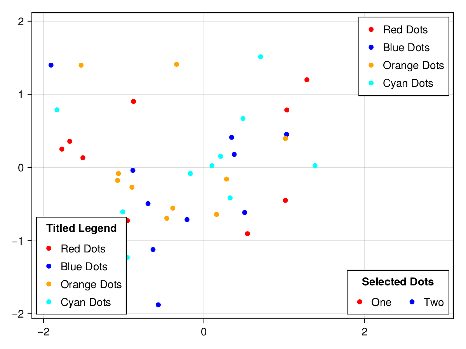 2
1
0
−1
−2
−2
0
2
Red Dots
Blue Dots
Orange Dots
Cyan Dots
Titled Legend
Red Dots
Blue Dots
Orange Dots
Cyan Dots
Selected Dots
One Two